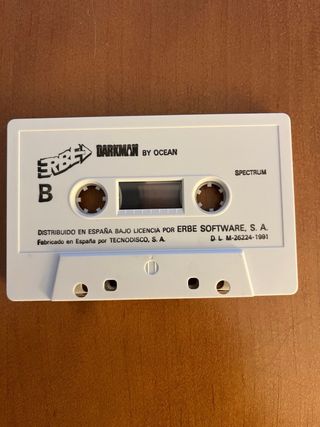 ERBE DARKMAN BY OCEAN
SPECTRUM
B
DISTRIBUIDO EN ESPAÑA BAJO LICENCIA POR ERBE SOFTWARE, S. A.
Fabricado en España por TECNODISCO, S. A. D L M-26224-1991